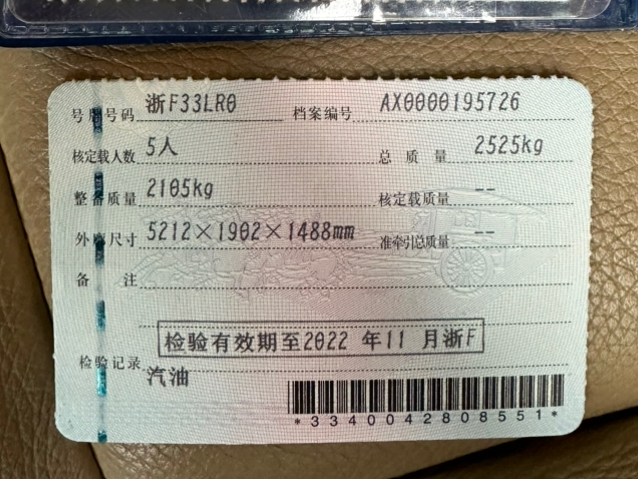 号牌号码 浙F33LR0 档案编号 AX0000195726
核定载人数 5人 总质量 2525kg
整备质量 2105kg 核定载质量 --
外廓尺寸 5212×1902×1488mm 准牵引总质量 --
备注
检验有效期至2022 年11 月浙F
检验记录
汽油
*3340042808551*